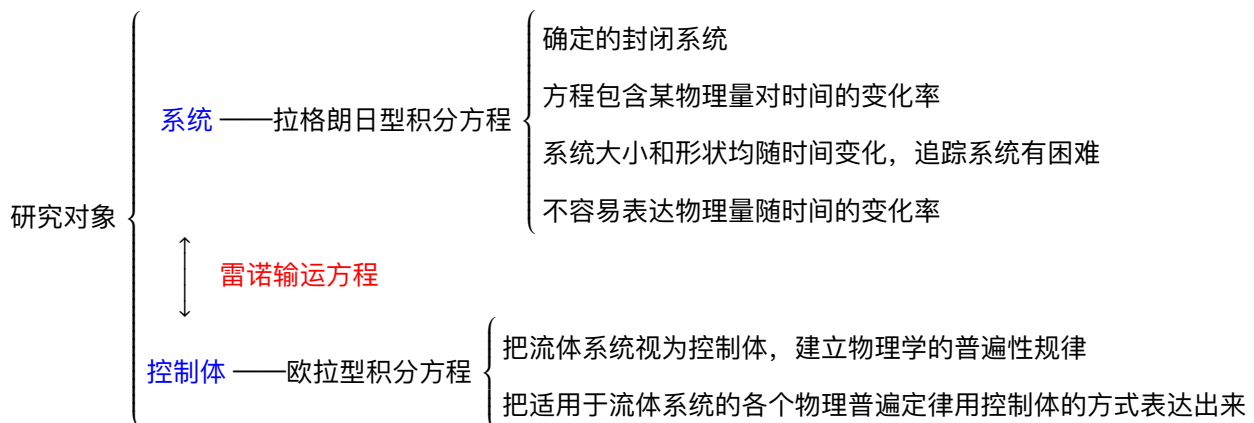 确定的封闭系统
方程包含某物理量对时间的变化率
系统 ——拉格朗日型积分方程
系统大小和形状均随时间变化，追踪系统有困难
不容易表达物理量随时间的变化率
研究对象
雷诺输运方程
控制体 ——欧拉型积分方程
把流体系统视为控制体，建立物理学的普遍性规律
把适用于流体系统的各个物理普遍定律用控制体的方式表达出来